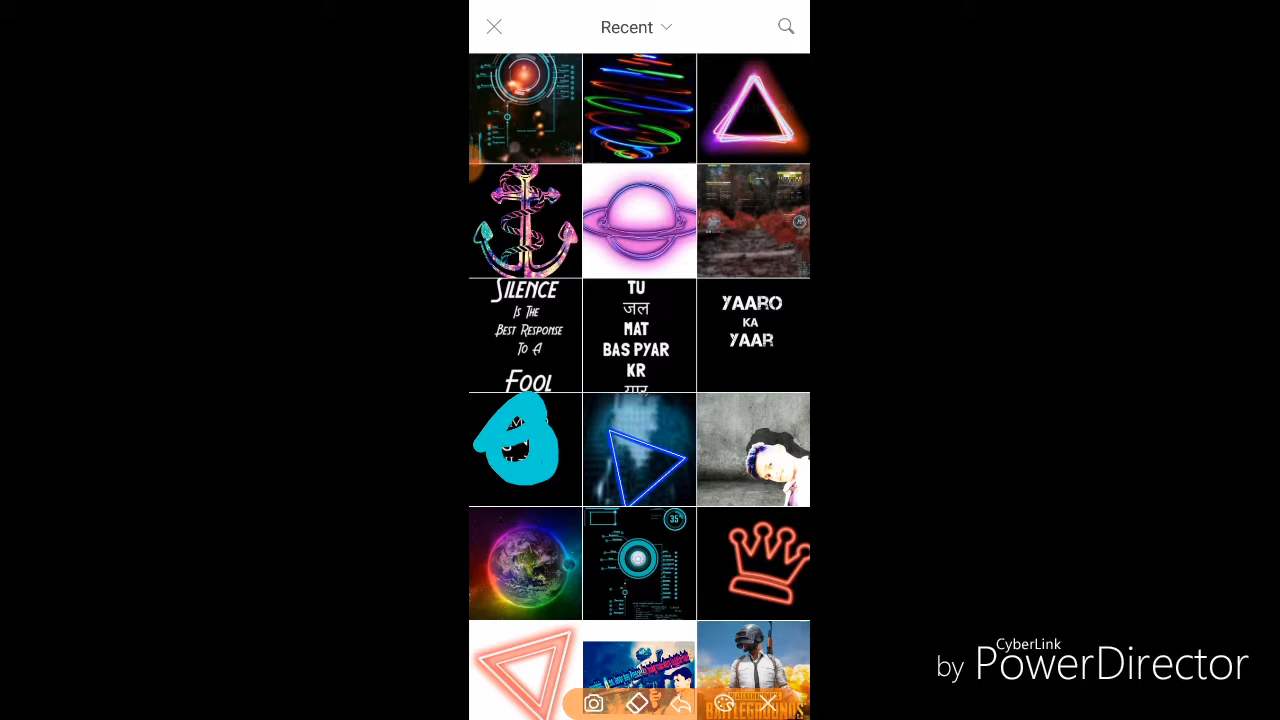 Recent
SILENCE
IS THE
BEST RESPONSE
TO A
FOOL
TU
जल
MAT
BAS PYAR
KR
यार
YAARO
KA
YAAR
35
BATTLEGROUNDS
CyberLink
by PowerDirector